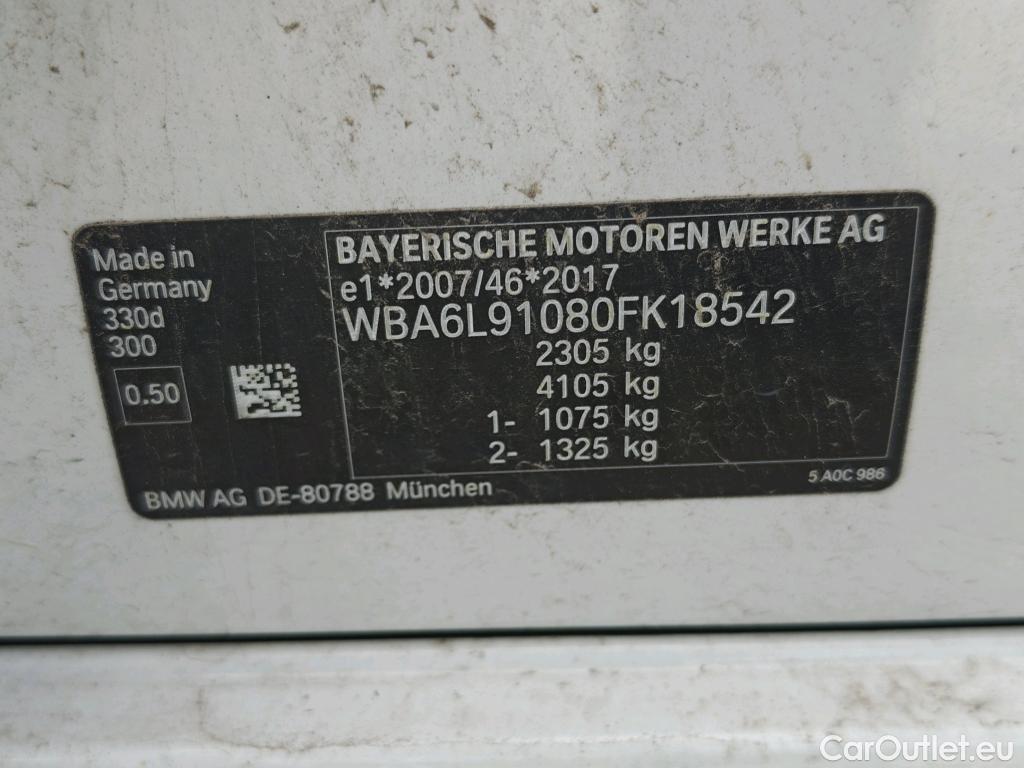 Made in
Germany
330d
300
0.50
BAYERISCHE MOTOREN WERKE AG
e1*2007/46*2017
WBA6L91080FK18542
2305 kg
4105 kg
1- 1075 kg
2- 1325 kg
BMW AG DE-80788 München
5 A0C 986
CarOutlet.eu